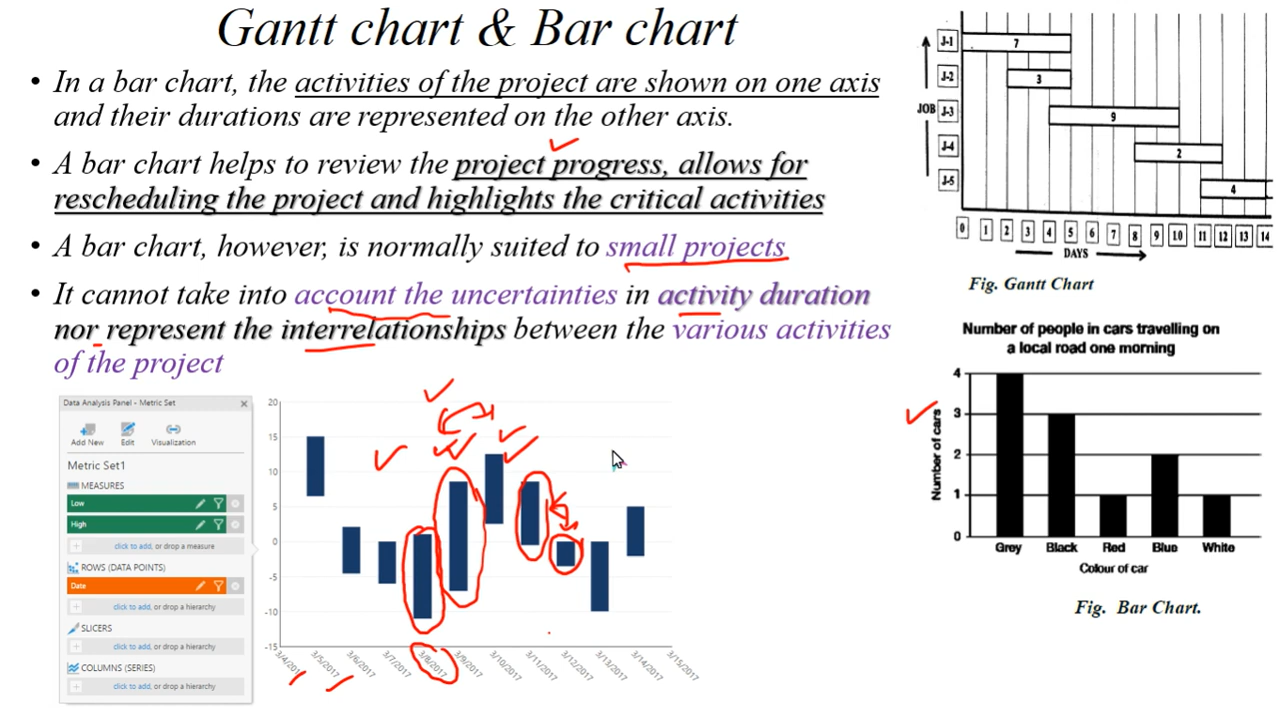 Gantt chart & Bar chart
• In a bar chart, the activities of the project are shown on one axis
and their durations are represented on the other axis.
• A bar chart helps to review the project progress, allows for
rescheduling the project and highlights the critical activities
• A bar chart, however, is normally suited to small projects
• It cannot take into account the uncertainties in activity duration
nor represent the interrelationships between the various activities
of the project
J-1
7
J-2
3
JOB
J-3
9
J-4
2
J-5
4
0 1 2 3 4 5 6 7 8 9 10 11 12 13 14
DAYS
Fig. Gantt Chart
Data Analysis Panel - Metric Set
Add New Edit Visualization
Metric Set1
MEASURES
Low
High
click to add, or drop a measure
ROWS (DATA POINTS)
Date
click to add, or drop a hierarchy
SLICERS
click to add, or drop a hierarchy
COLUMNS (SERIES)
click to add, or drop a hierarchy
20
15
10
5
0
-5
-10
-15
3/4/2017 3/5/2017 3/6/2017 3/7/2017 3/8/2017 3/9/2017 3/10/2017 3/11/2017 3/12/2017 3/13/2017 3/14/2017 3/15/2017
Number of people in cars travelling on
a local road one morning
Number of cars
4
3
2
1
0
Grey Black Red Blue White
Colour of car
Fig. Bar Chart.